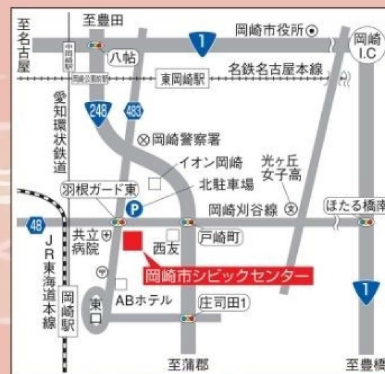 至豊田
至名古屋
1
岡崎市役所
岡崎
I.C
中岡崎駅
八帖
岡崎公園前駅
東岡崎駅
名鉄名古屋本線
愛知環状鉄道
248
483
岡崎警察署
イオン岡崎
光ヶ丘
女子高
羽根ガード東
P
北駐車場
岡崎刈谷線
ほたる橋南
48
共立
病院
西友
戸崎町
JR東海道本線
岡崎駅
岡崎市シビックセンター
ABホテル
東口
庄司田1
1
至蒲郡
至豊橋